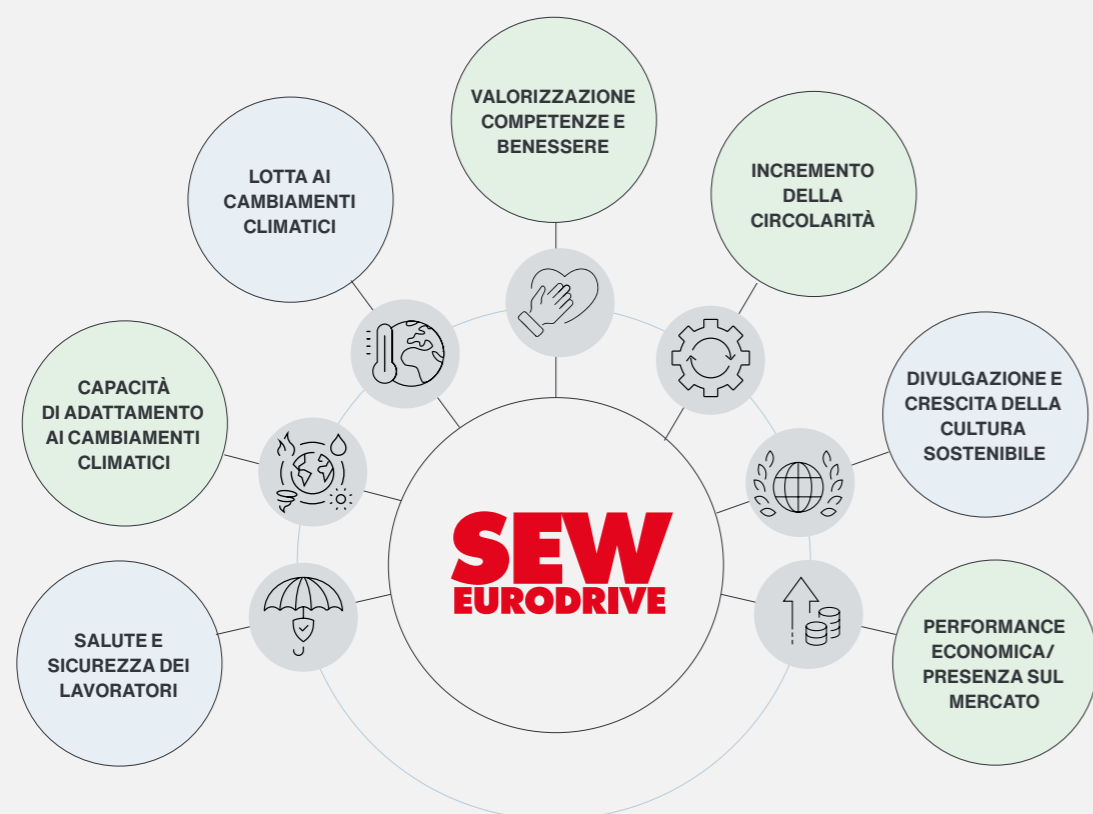 VALORIZZAZIONE
COMPETENZE E
BENESSERE
LOTTA AI
CAMBIAMENTI
CLIMATICI
INCREMENTO
DELLA
CIRCOLARITÀ
CAPACITÀ
DI ADATTAMENTO
AI CAMBIAMENTI
CLIMATICI
DIVULGAZIONE E
CRESCITA DELLA
CULTURA
SOSTENIBILE
SEW
EURODRIVE
SALUTE E
SICUREZZA DEI
LAVORATORI
PERFORMANCE
ECONOMICA/
PRESENZA SUL
MERCATO